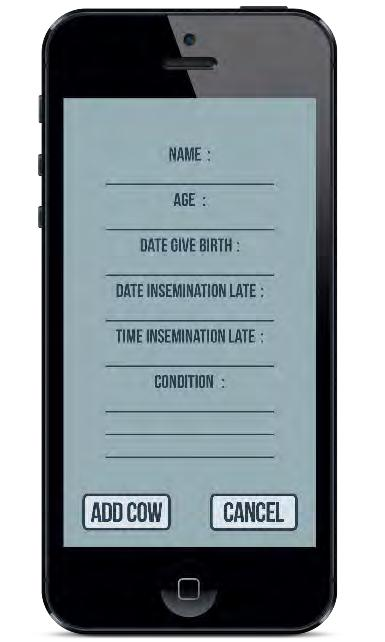 NAME :
AGE :
DATE GIVE BIRTH :
DATE INSEMINATION LATE :
TIME INSEMINATION LATE :
CONDITION :
ADD COW
CANCEL